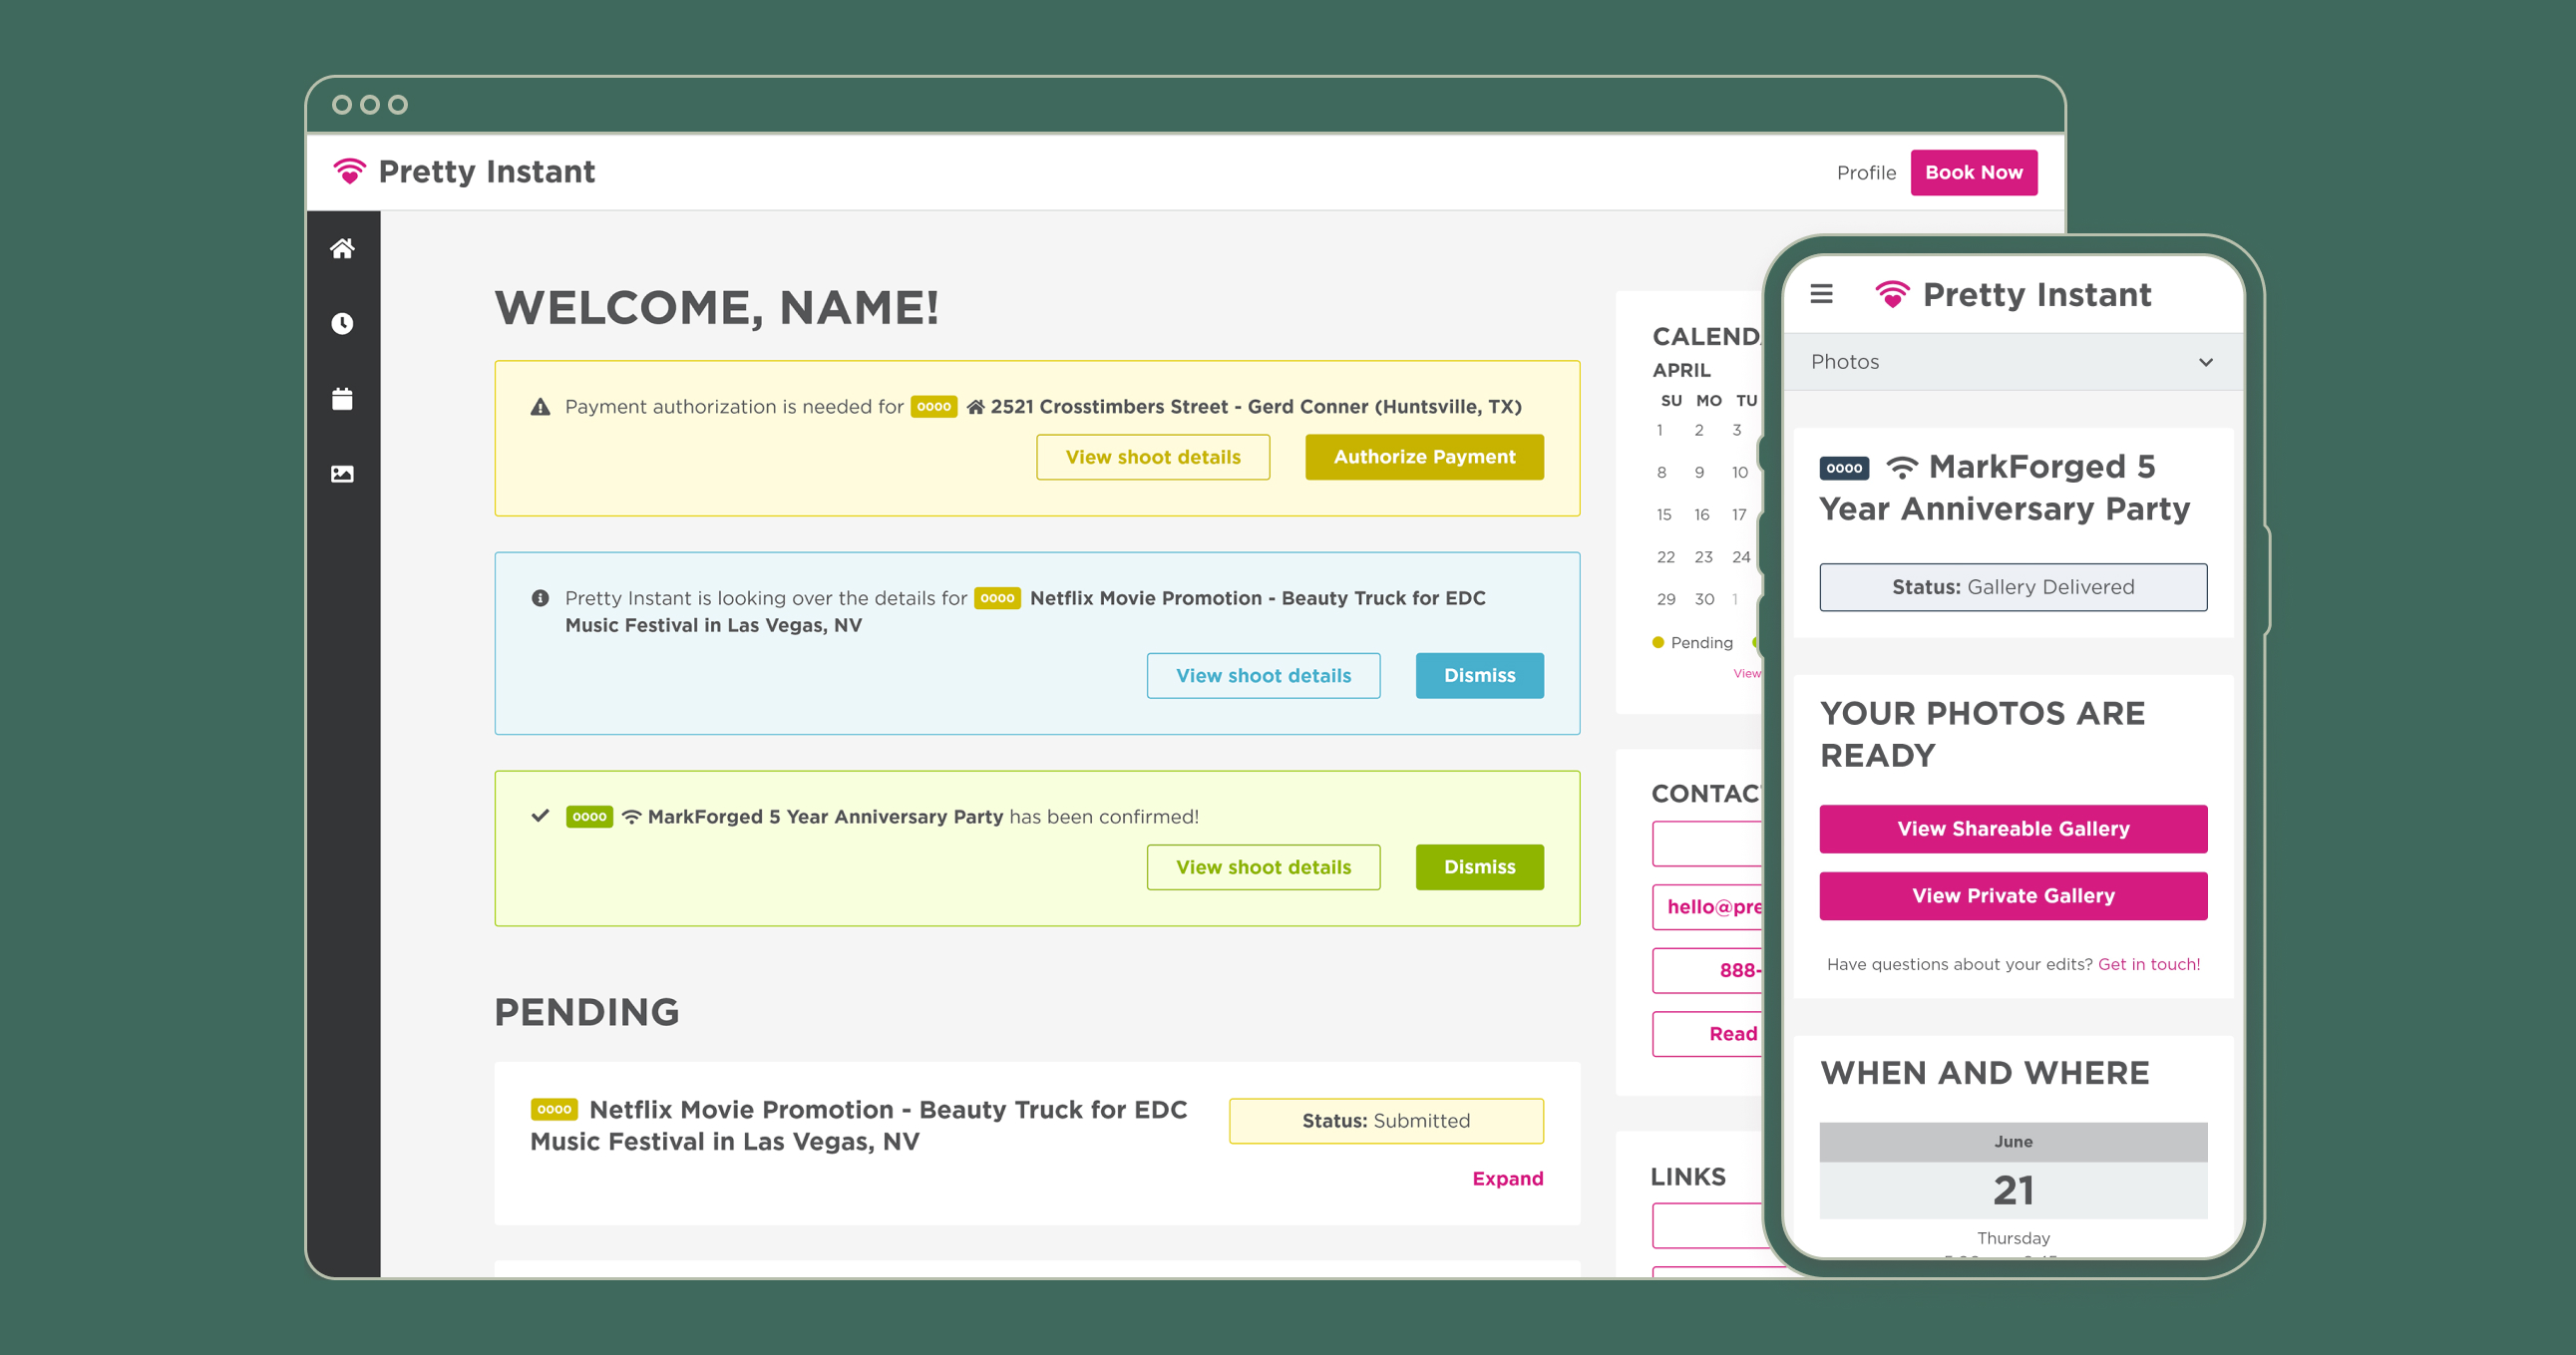 Pretty Instant
Profile
Book Now
WELCOME, NAME!
Payment authorization is needed for 0000 2521 Crosstimbers Street - Gerd Conner (Huntsville, TX)
View shoot details
Authorize Payment
Pretty Instant is looking over the details for 0000 Netflix Movie Promotion - Beauty Truck for EDC
Music Festival in Las Vegas, NV
View shoot details
Dismiss
0000 MarkForged 5 Year Anniversary Party has been confirmed!
View shoot details
Dismiss
PENDING
0000 Netflix Movie Promotion - Beauty Truck for EDC
Music Festival in Las Vegas, NV
Status: Submitted
Expand
CALENDA
APRIL
SU MO TU
1 2 3
8 9 10
15 16 17
22 23 24
29 30 1
Pending
View
CONTAC
hello@pre
888-
Read
LINKS
Pretty Instant
Photos
0000 MarkForged 5
Year Anniversary Party
Status: Gallery Delivered
YOUR PHOTOS ARE
READY
View Shareable Gallery
View Private Gallery
Have questions about your edits? Get in touch!
WHEN AND WHERE
June
21
Thursday